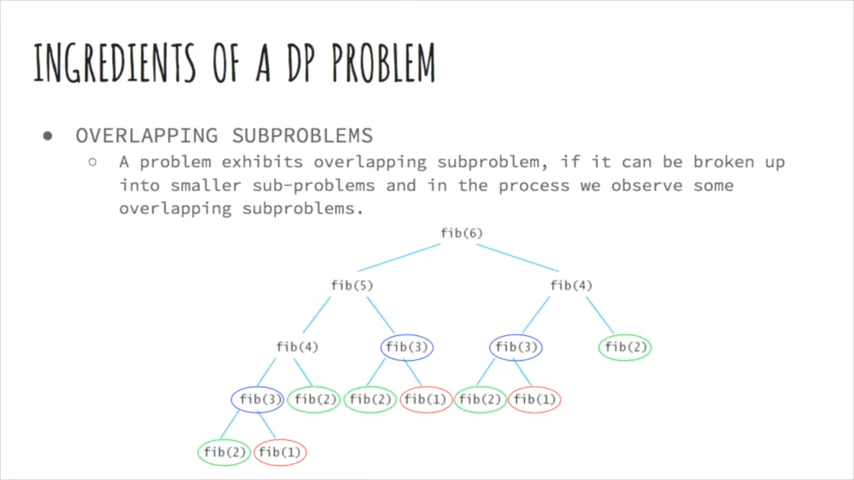 INGREDIENTS OF A DP PROBLEM
● OVERLAPPING SUBPROBLEMS
○ A problem exhibits overlapping subproblem, if it can be broken up
into smaller sub-problems and in the process we observe some
overlapping subproblems.
fib(6)
fib(5) fib(4)
fib(4) fib(3) fib(3) fib(2)
fib(3) fib(2) fib(2) fib(1) fib(2) fib(1)
fib(2) fib(1)